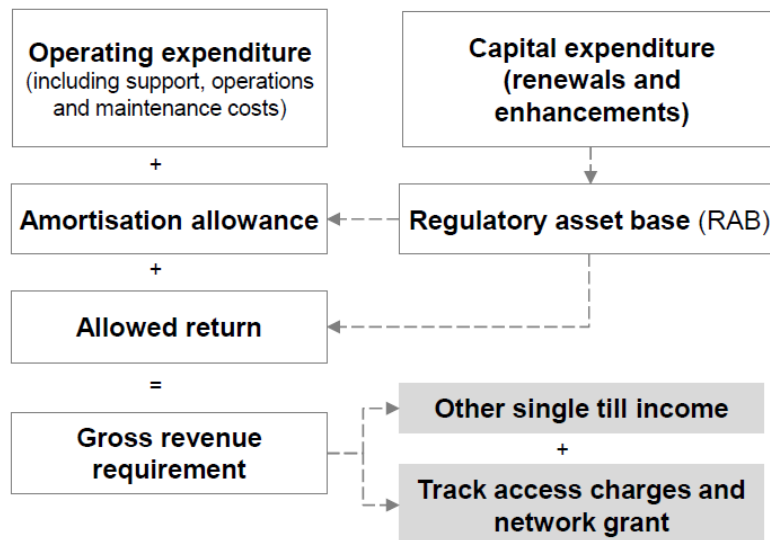 Operating expenditure
(including support, operations
and maintenance costs)
Capital expenditure
(renewals and
enhancements)
+
Amortisation allowance
Regulatory asset base (RAB)
+
Allowed return
=
Gross revenue
requirement
Other single till income
+
Track access charges and
network grant